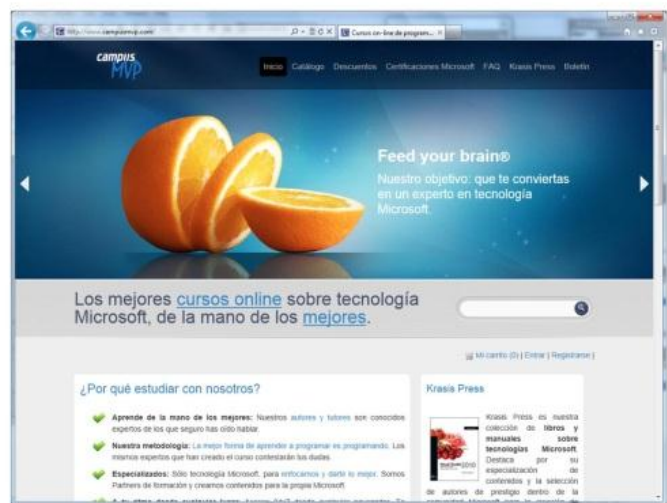 http://www.campusmvp.com/
Cursos on-line de program...
campus
MVP
Inicio Catálogo Descuentos Certificaciones Microsoft FAQ Krasis Press Boletín
Feed your brain®
Nuestro objetivo: que te conviertas
en un experto en tecnología
Microsoft.
Los mejores cursos online sobre tecnología
Microsoft, de la mano de los mejores.
Mi carrito (0) | Entrar | Registrarse |
¿Por qué estudiar con nosotros?
Aprende de la mano de los mejores: Nuestros autores y tutores son conocidos
expertos de los que seguro has oído hablar.
Nuestra metodología: La mejor forma de aprender a programar es programando. Los
mismos expertos que han creado el curso contestarán tus dudas.
Especializados: Sólo tecnología Microsoft, para enfocarnos y darte lo mejor. Somos
Partners de formación y creamos contenidos para la propia Microsoft.
Krasis Press
Krasis Press es nuestra
colección de libros y
manuales sobre
tecnologías Microsoft.
Destaca por su
especialización de
contenidos y la selección
de autores de prestigio dentro de la